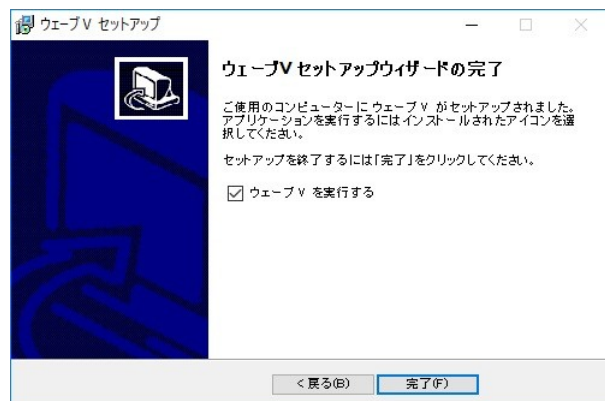 ウェーブV セットアップ
ウェーブV セットアップウィザードの完了
ご使用のコンピューターに ウェーブV がセットアップされました。
アプリケーションを実行するにはインストールされたアイコンを選
択してください。
セットアップを終了するには「完了」をクリックしてください。
ウェーブV を実行する
< 戻る(B)
完了(F)